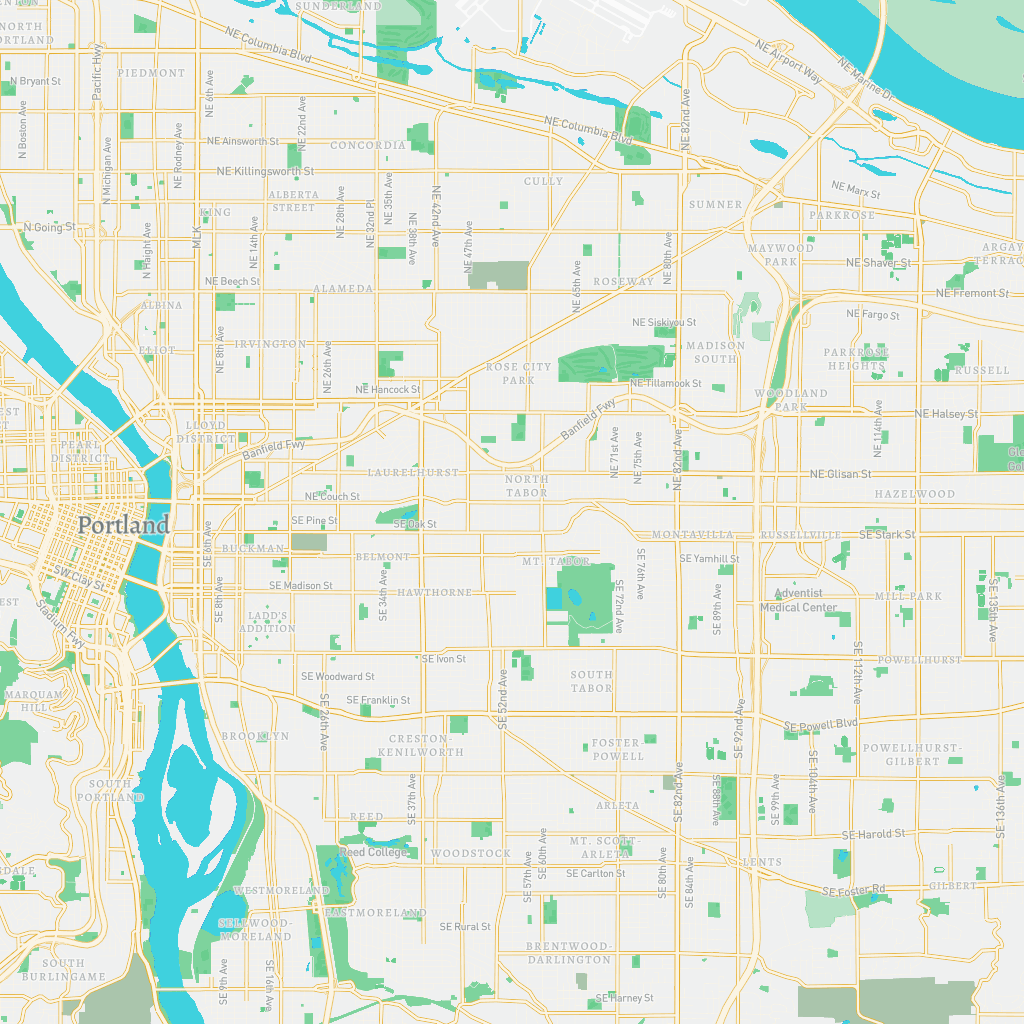 SUNDERLAND
NORTH
PORTLAND
NE Columbia Blvd
Pacific Hwy
PIEDMONT
N Bryant St
NE 6th Ave
NE 22nd Ave
NE Airport Way
NE Marine Dr
NE 82nd Ave
N Boston Ave
N Michigan Ave
NE Rodney Ave
NE Ainsworth St
CONCORDIA
NE Columbia Blvd
NE Killingsworth St
CULLY
NE Marx St
ALBERTA
STREET
NE 28th Ave
NE 32nd Pl
NE 35th Ave
NE 42nd Ave
KING
SUMNER
PARKROSE
N Going St
N Haight Ave
MLK
NE 14th Ave
NE 38th Ave
NE 47th Ave
NE 80th Ave
MAYWOOD
PARK
ARGAY
TERRACE
NE Shaver St
NE Beech St
ALAMEDA
NE 65th Ave
ROSEWAY
NE Fremont St
ALBINA
NE Fargo St
NE Siskiyou St
ELIOT
NE 8th Ave
IRVINGTON
NE 26th Ave
MADISON
SOUTH
PARKROSE
HEIGHTS
ROSE CITY
PARK
RUSSELL
NE Hancock St
NE Tillamook St
WOODLAND
PARK
NE Halsey St
LLOYD
DISTRICT
Banfield Fwy
Banfield Fwy
NE 114th Ave
PEARL
DISTRICT
NE 71st Ave
NE 75th Ave
NE 82nd Ave
LAURELHURST
NE Glisan St
NORTH
TABOR
NE Couch St
HAZELWOOD
Portland
SE 6th Ave
SE Pine St
SE Oak St
MONTAVILLA
RUSSELLVILLE
SE Stark St
BUCKMAN
BELMONT
MT. TABOR
SE 76th Ave
SE Yamhill St
SW Clay St
SE Madison St
SE 34th Ave
HAWTHORNE
SE 72nd Ave
SE 89th Ave
Adventist
Medical Center
MILL PARK
SE 135th Ave
Stadium Fwy
SE 8th Ave
LADD'S
ADDITION
SE Ivon St
SE 112th Ave
POWELLHURST
SE Woodward St
SOUTH
TABOR
MARQUAM
HILL
SE 26th Ave
SE Franklin St
SE 52nd Ave
SE 92nd Ave
SE Powell Blvd
BROOKLYN
CRESTON-
KENILWORTH
FOSTER-
POWELL
POWELLHURST-
GILBERT
SOUTH
PORTLAND
SE 37th Ave
SE 82nd Ave
SE 88th Ave
SE 99th Ave
SE 104th Ave
SE 136th Ave
ARLETA
REED
Reed College
WOODSTOCK
SE 57th Ave
SE 60th Ave
MT. SCOTT-
ARLETA
SE Harold St
SE 80th Ave
SE 84th Ave
LENTS
SE Carlton St
WESTMORELAND
SE Foster Rd
GILBERT
EASTMORELAND
SELLWOOD-
MORELAND
SE Rural St
BRENTWOOD-
DARLINGTON
SOUTH
BURLINGAME
SE 9th Ave
SE 16th Ave
SE Harney St